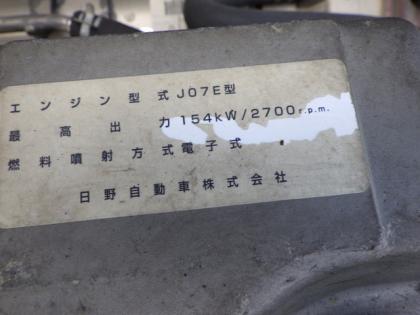 エンジン型式J07E型
最高出力154kW/2700r.p.m.
燃料噴射方式電子式
日野自動車株式会社